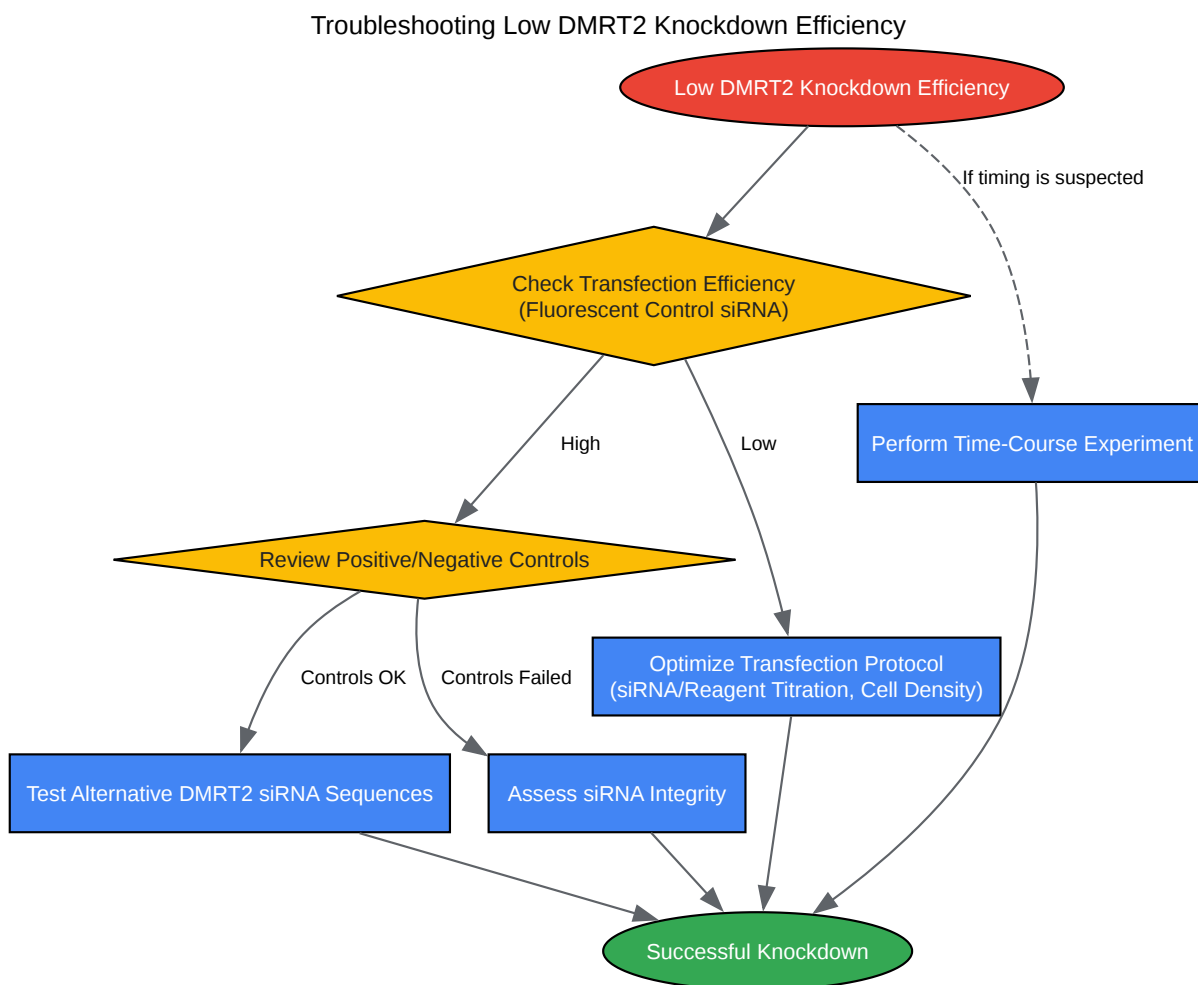 Troubleshooting Low DMRT2 Knockdown Efficiency
Low DMRT2 Knockdown Efficiency
If timing is suspected
Check Transfection Efficiency
(Fluorescent Control siRNA)
High
Low
Perform Time-Course Experiment
Review Positive/Negative Controls
Controls OK
Controls Failed
Optimize Transfection Protocol
(siRNA/Reagent Titration, Cell Density)
Test Alternative DMRT2 siRNA Sequences
Assess siRNA Integrity
Successful Knockdown